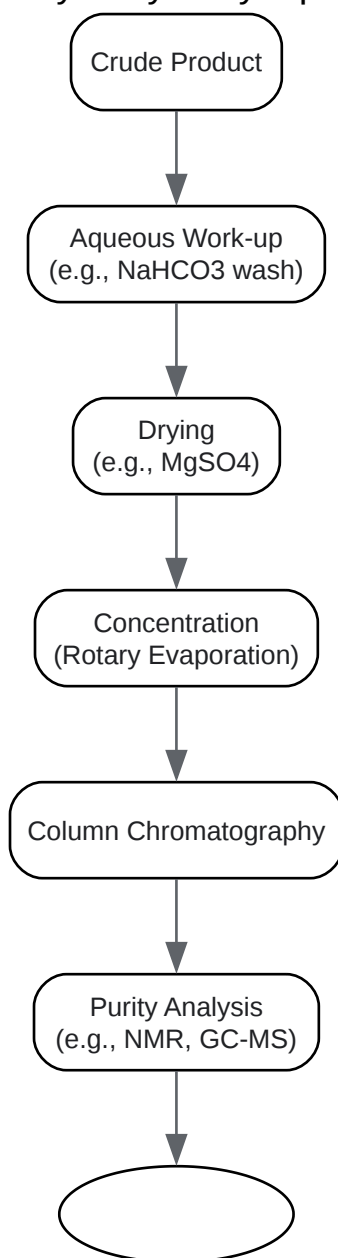 Crude Product
Aqueous Work-up
(e.g., NaHCO3 wash)
Drying
(e.g., MgSO4)
Concentration
(Rotary Evaporation)
Column Chromatography
Purity Analysis
(e.g., NMR, GC-MS)